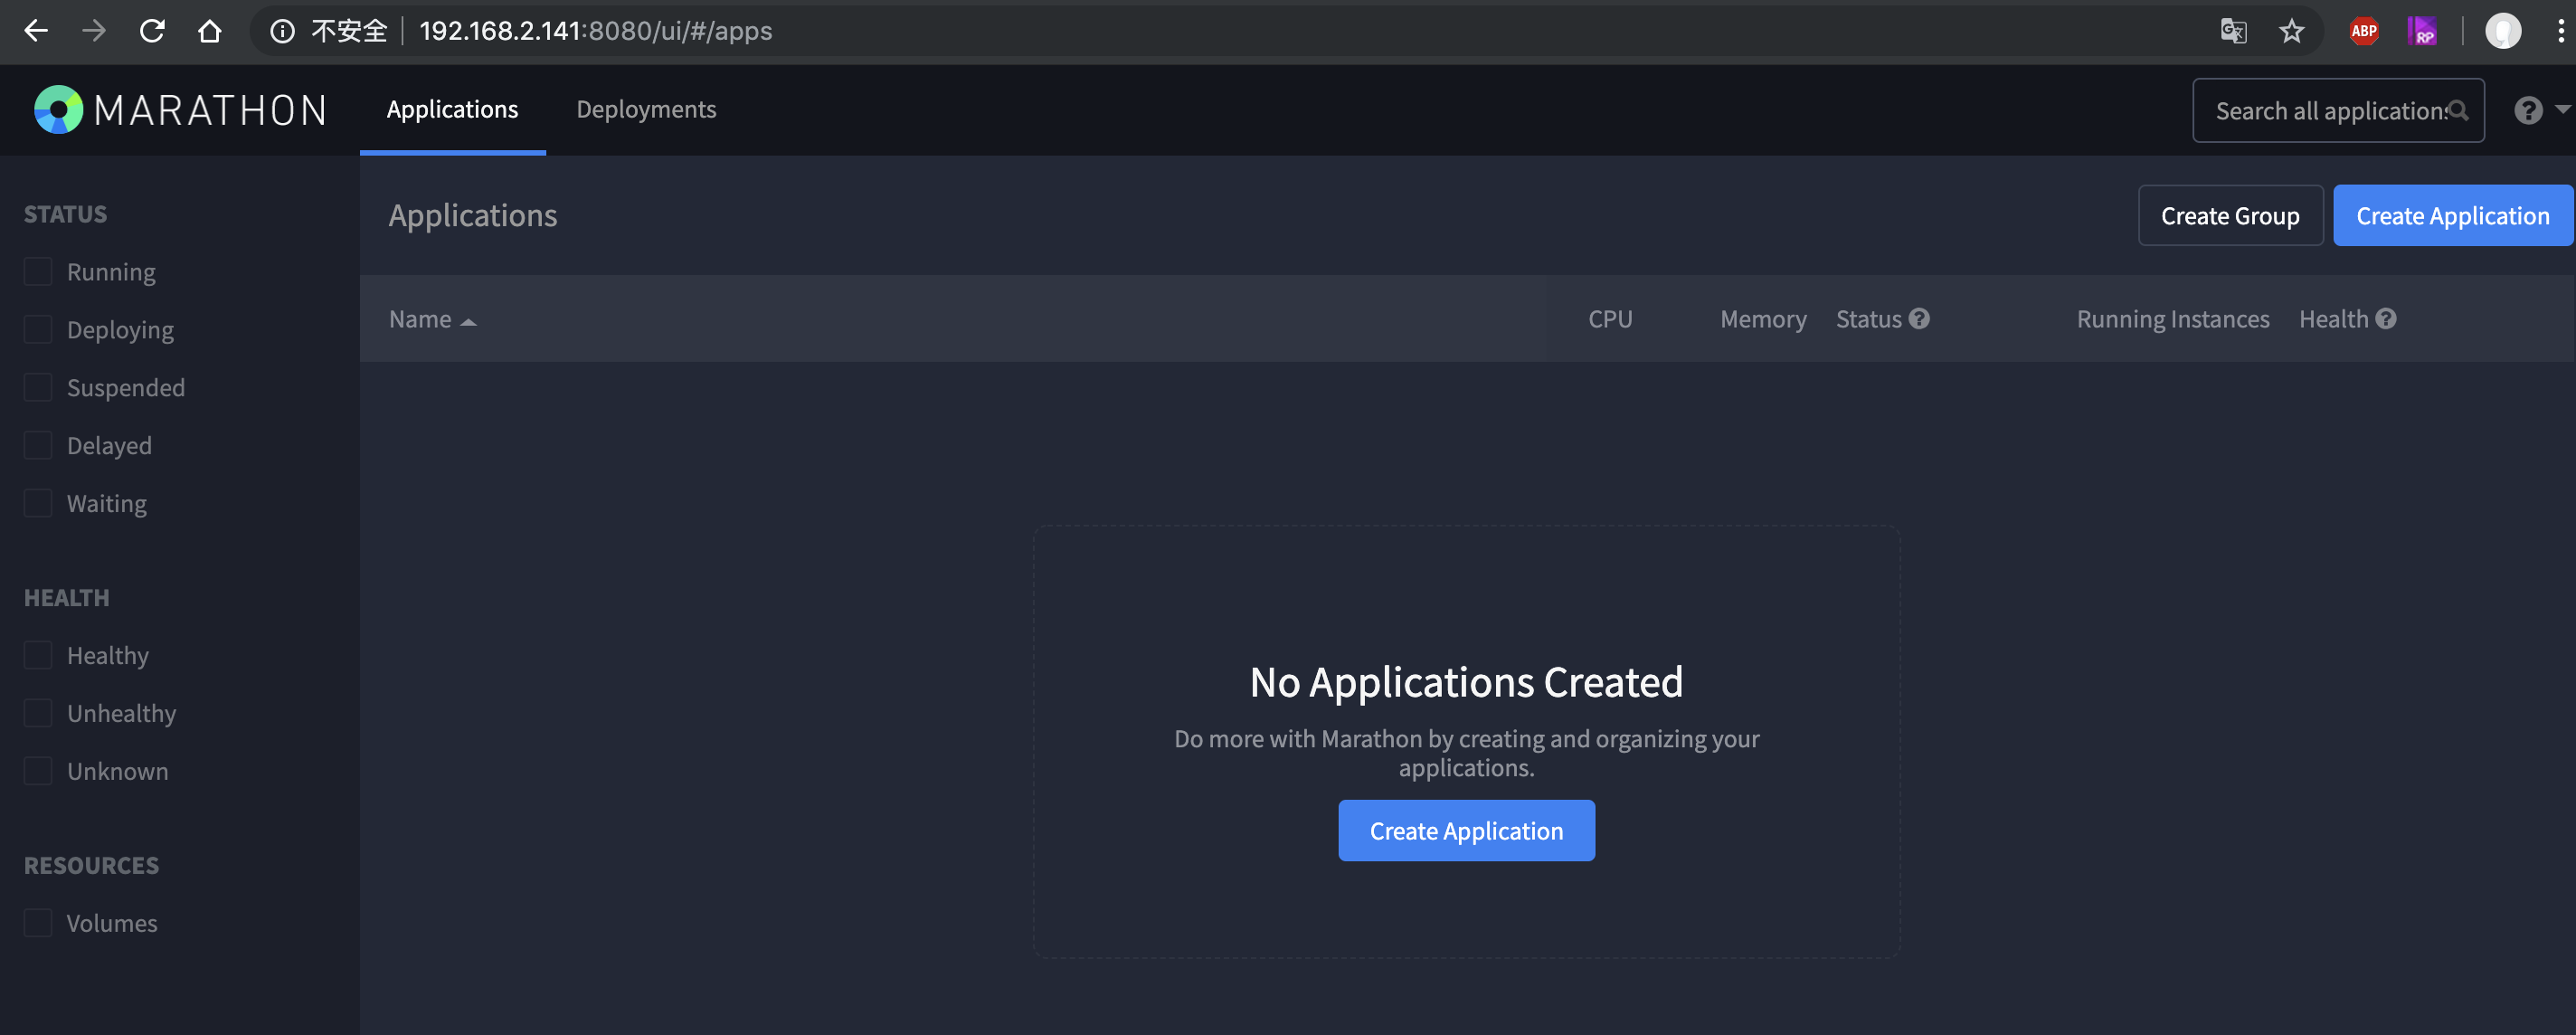 不安全 192.168.2.141:8080/ui/#/apps
ABP
RP
MARATHON
Applications
Deployments
Search all applications
STATUS
Running
Deploying
Suspended
Delayed
Waiting
HEALTH
Healthy
Unhealthy
Unknown
RESOURCES
Volumes
Applications
Create Group
Create Application
Name CPU Memory Status Running Instances Health
No Applications Created
Do more with Marathon by creating and organizing your
applications.
Create Application